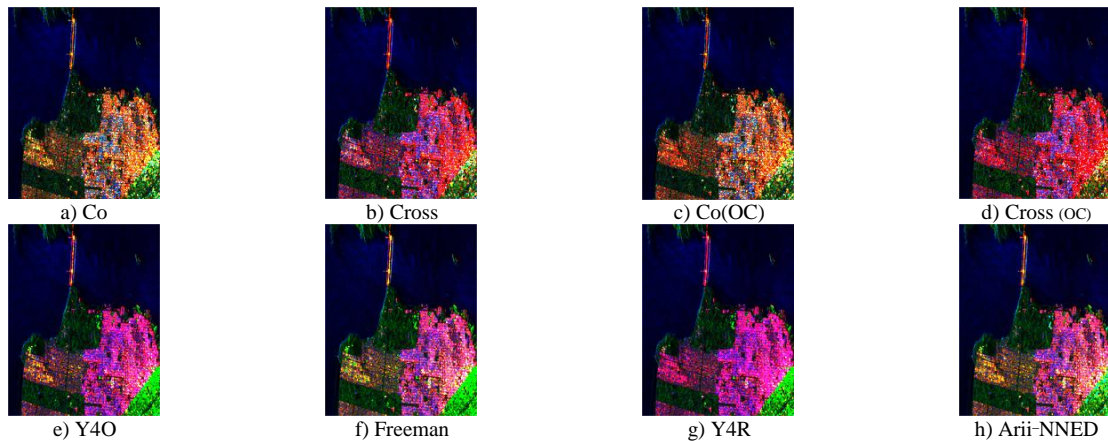 a) Co
b) Cross
c) Co(OC)
d) Cross (OC)
e) Y4O
f) Freeman
g) Y4R
h) Arii-NNED